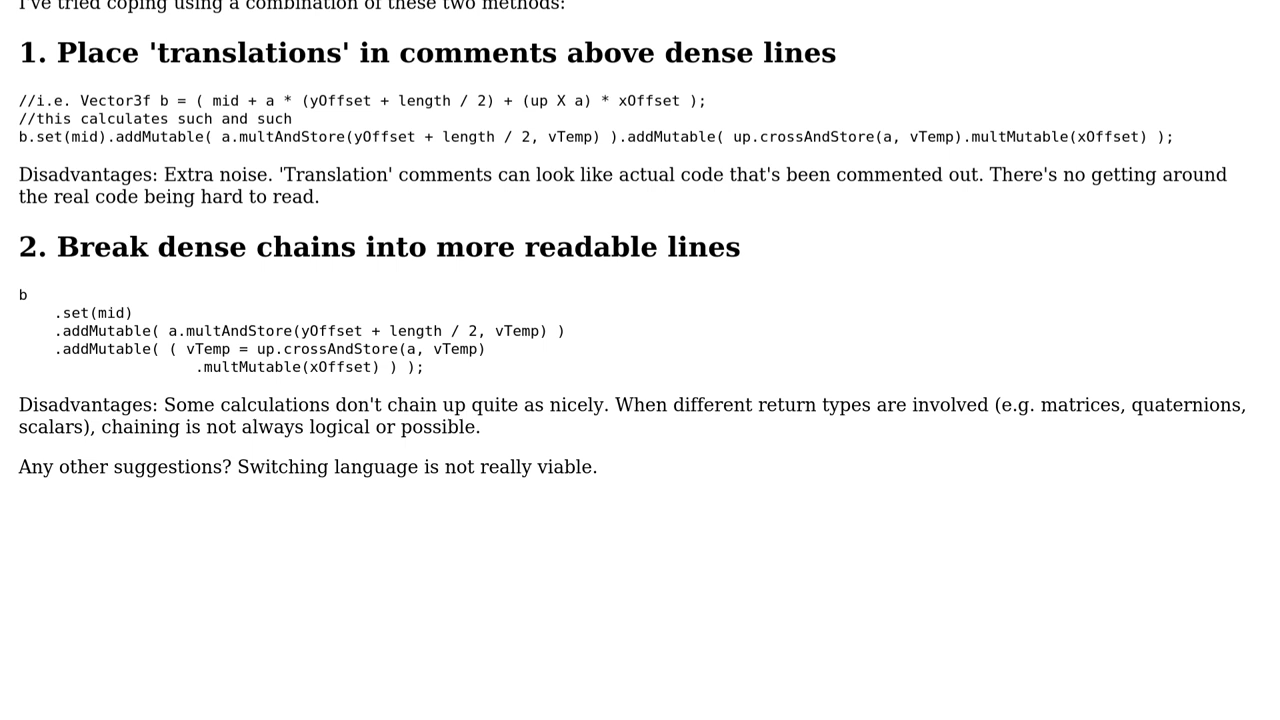 I've tried coping using a combination of these two methods:
1. Place 'translations' in comments above dense lines
//i.e. Vector3f b = ( mid + a * (yOffset + length / 2) + (up X a) * xOffset );
//this calculates such and such
b.set(mid).addMutable( a.multAndStore(yOffset + length / 2, vTemp) ).addMutable( up.crossAndStore(a, vTemp).multMutable(xOffset) );
Disadvantages: Extra noise. 'Translation' comments can look like actual code that's been commented out. There's no getting around
the real code being hard to read.
2. Break dense chains into more readable lines
b
    .set(mid)
    .addMutable( a.multAndStore(yOffset + length / 2, vTemp) )
    .addMutable( ( vTemp = up.crossAndStore(a, vTemp)
                    .multMutable(xOffset) ) );
Disadvantages: Some calculations don't chain up quite as nicely. When different return types are involved (e.g. matrices, quaternions,
scalars), chaining is not always logical or possible.
Any other suggestions? Switching language is not really viable.